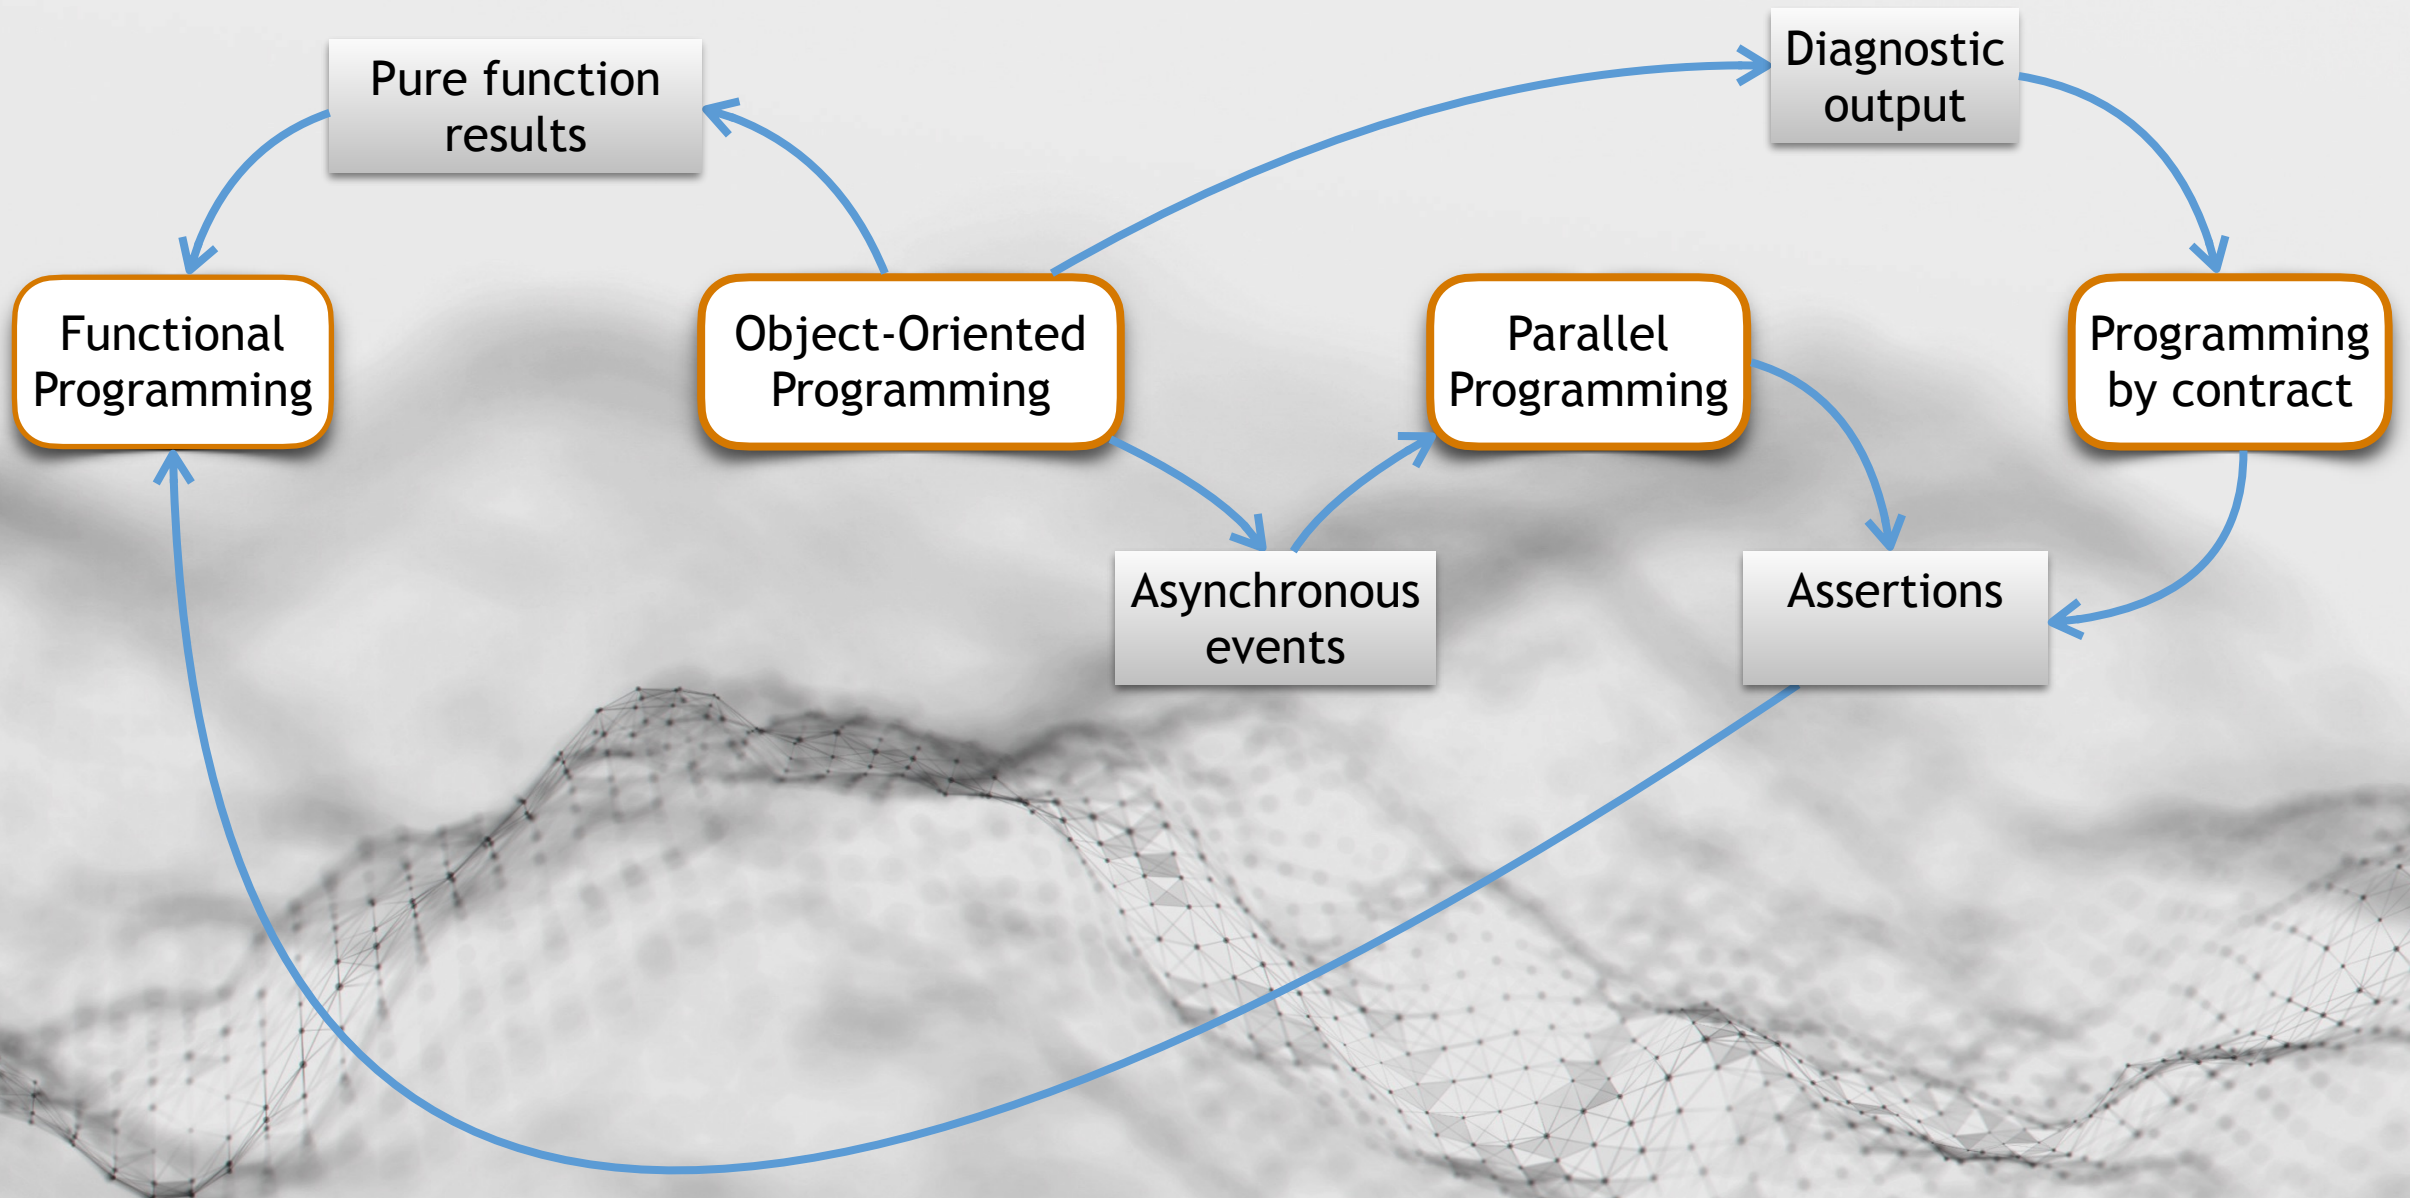 Pure function
results
Diagnostic
output
Functional
Programming
Object-Oriented
Programming
Parallel
Programming
Programming
by contract
Asynchronous
events
Assertions